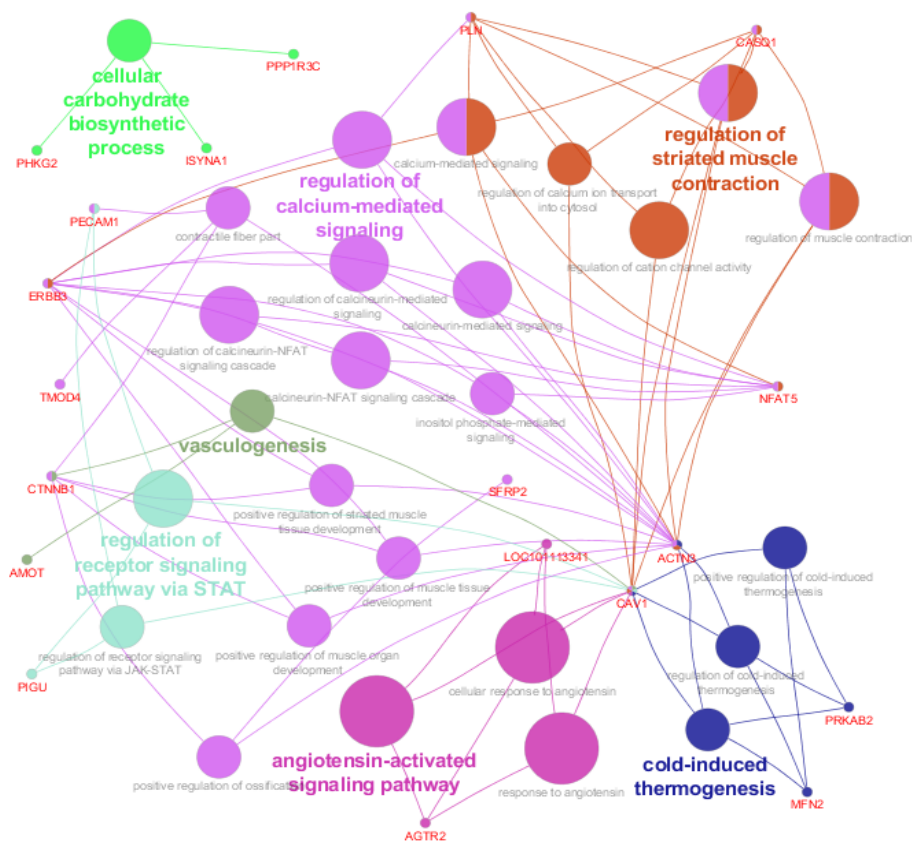 PLN
CASQ1
PPP1R3C
cellular
carbohydrate
biosynthetic
process
PHKG2
ISYNA1
calcium-mediated signaling
regulation of
striated muscle
contraction
regulation of
calcium-mediated
signaling
regulation of calcium ion transport
into cytosol
PECAM1
contractile fiber part
regulation of muscle contraction
regulation of cation channel activity
ERBB3
regulation of calcineurin-mediated
signaling
calcineurin-mediated signaling
regulation of calcineurin-NFAT
signaling cascade
TMOD4
calcineurin-NFAT signaling cascade
NFAT5
inositol phosphate-mediated
signaling
vasculogenesis
CTNNB1
SFRP2
positive regulation of striated muscle
tissue development
regulation of
receptor signaling
pathway via STAT
LOC101113341
ACTN3
AMOT
positive regulation of muscle tissue
development
positive regulation of cold-induced
thermogenesis
CAV1
regulation of receptor signaling
pathway via JAK-STAT
positive regulation of muscle organ
development
PIGU
cellular response to angiotensin
regulation of cold-induced
thermogenesis
PRKAB2
angiotensin-activated
signaling pathway
cold-induced
thermogenesis
positive regulation of ossification
response to angiotensin
MFN2
AGTR2